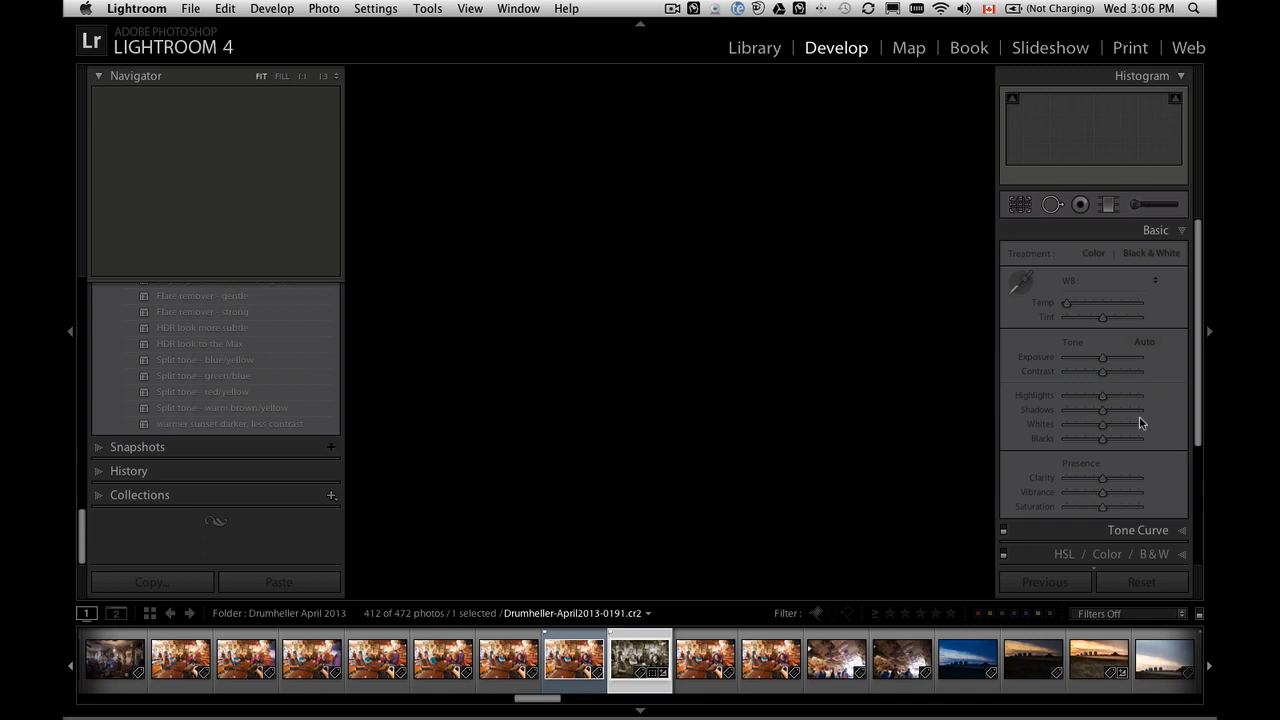 Lightroom File Edit Develop Photo Settings Tools View Window Help (Not Charging) Wed 3:06 PM
Lr ADOBE PHOTOSHOP
LIGHTROOM 4
Library | Develop | Map | Book | Slideshow | Print | Web
Navigator FIT FILL 1:1 1:3
Histogram
Basic
Treatment : Color | Black & White
WB :
Temp
Tint
Tone Auto
Exposure
Contrast
Highlights
Shadows
Whites
Blacks
Presence
Clarity
Vibrance
Saturation
Tone Curve
HSL / Color / B & W
Previous Reset
Flare remover - gentle
Flare remover - strong
HDR look more subtle
HDR look to the Max
Split tone - blue/yellow
Split tone - green/blue
Split tone - red/yellow
Split tone - warm brown/yellow
warmer sunset darker, less contrast
Snapshots +
History
Collections +
Copy... Paste
1 2 Folder : Drumheller April 2013 412 of 472 photos / 1 selected / Drumheller-April2013-0191.cr2 Filter : ≥ Filters Off